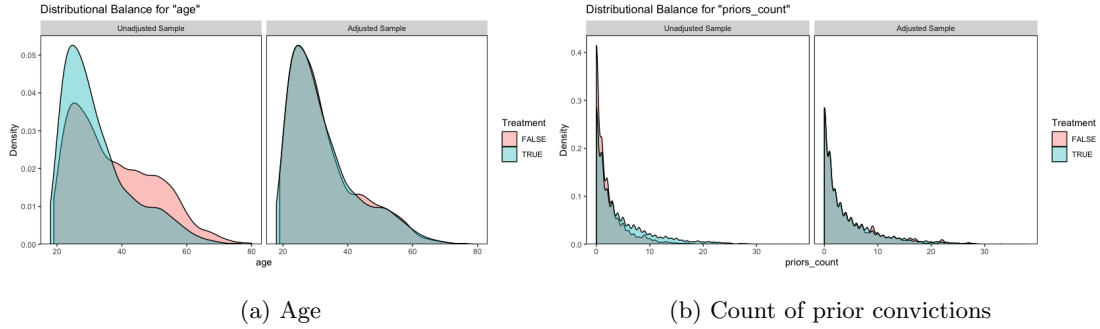 Distributional Balance for "age"
Unadjusted Sample
Adjusted Sample
0.05
0.04
0.03
0.02
0.01
0.00
Density
20
40
60
80
20
40
60
80
age
Treatment
FALSE
TRUE
(a) Age
Distributional Balance for "priors_count"
Unadjusted Sample
Adjusted Sample
0.4
0.3
0.2
0.1
0.0
Density
0
10
20
30
0
10
20
30
priors_count
Treatment
FALSE
TRUE
(b) Count of prior convictions